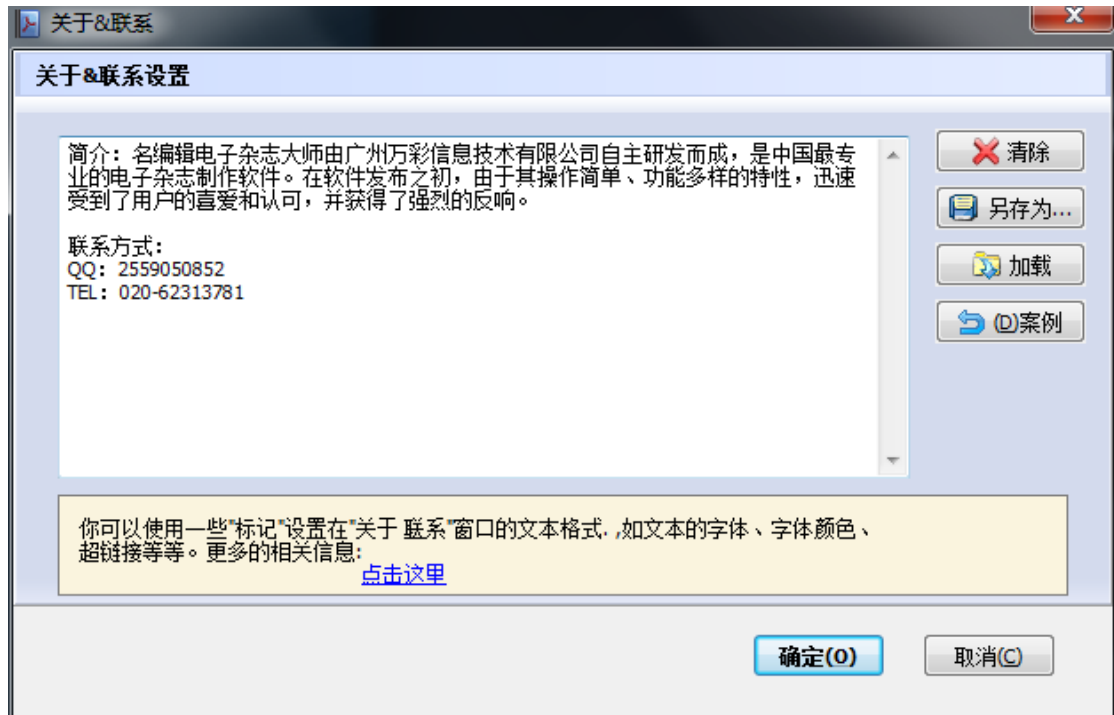 关于&联系
关于&联系设置
简介：名编辑电子杂志大师由广州万彩信息技术有限公司自主研发而成，是中国最专
业的电子杂志制作软件。在软件发布之初，由于其操作简单、功能多样的特性，迅速
受到了用户的喜爱和认可，并获得了强烈的反响。
联系方式：
QQ：2559050852
TEL：020-62313781
清除
另存为...
加载
(D)案例
你可以使用一些"标记"设置在"关于 联系"窗口的文本格式. ,如文本的字体、字体颜色、
超链接等等。更多的相关信息:
点击这里
确定(O)
取消(C)